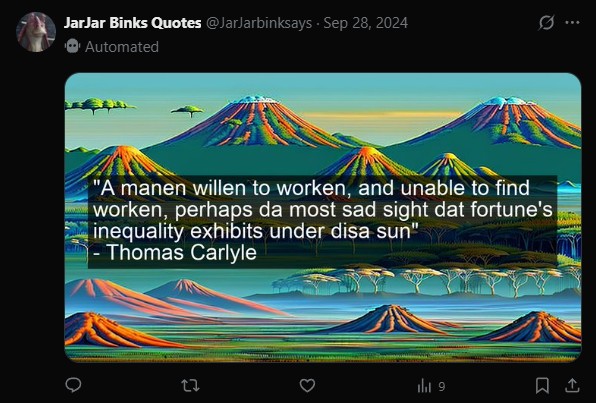 JarJar Binks Quotes @JarJarbinksays · Sep 28, 2024
Automated
"A manen willen to worken, and unable to find
worken, perhaps da most sad sight dat fortune's
inequality exhibits under disa sun"
- Thomas Carlyle
9